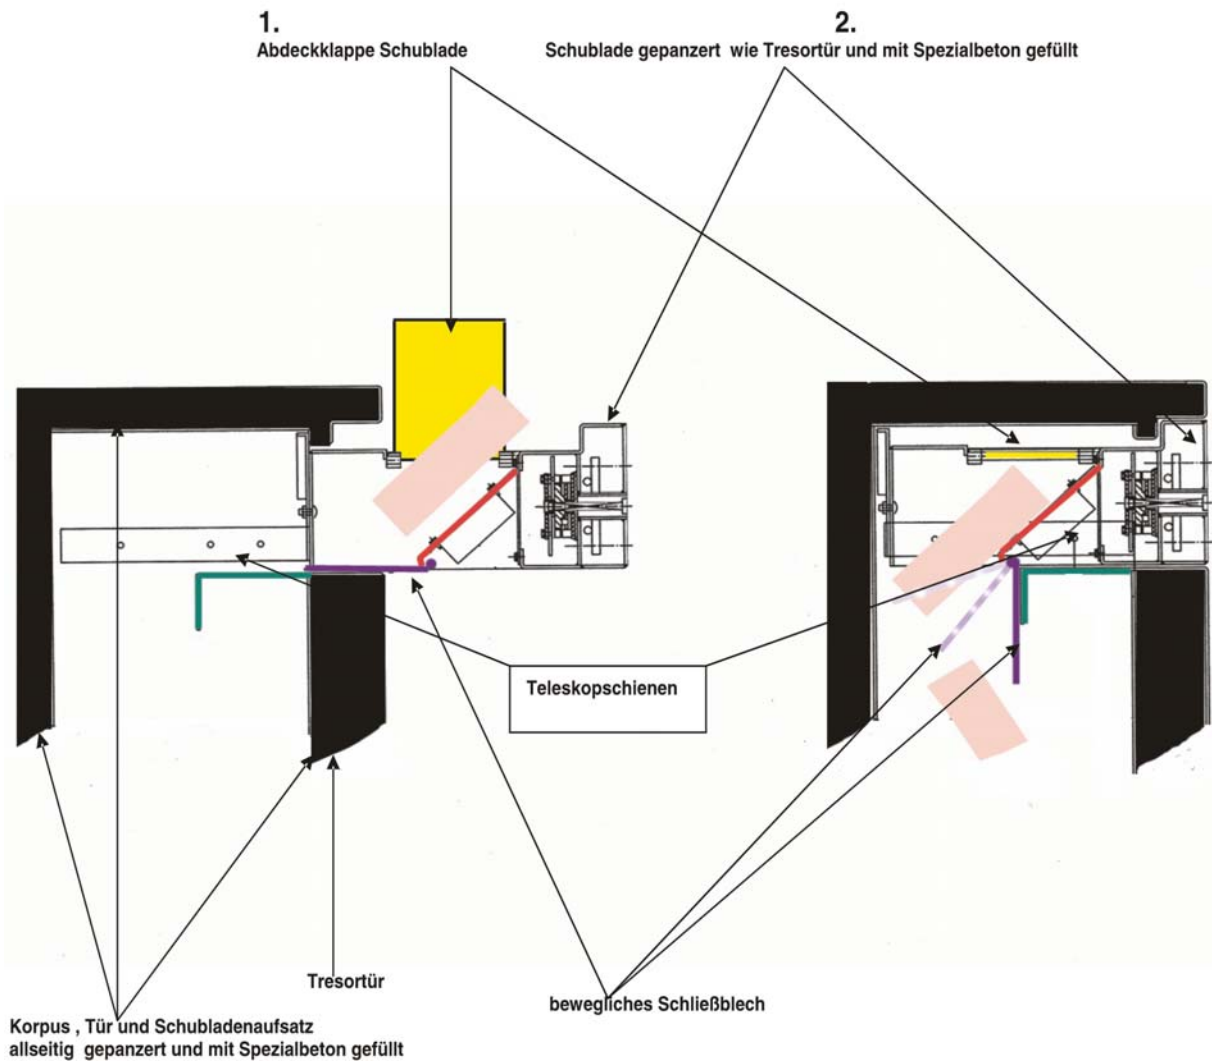 1.
Abdeckklappe Schublade
2.
Schublade gepanzert wie Tresortür und mit Spezialbeton gefüllt
Teleskopschienen
Tresortür
bewegliches Schließblech
Korpus , Tür und Schubladenaufsatz
allseitig gepanzert und mit Spezialbeton gefüllt